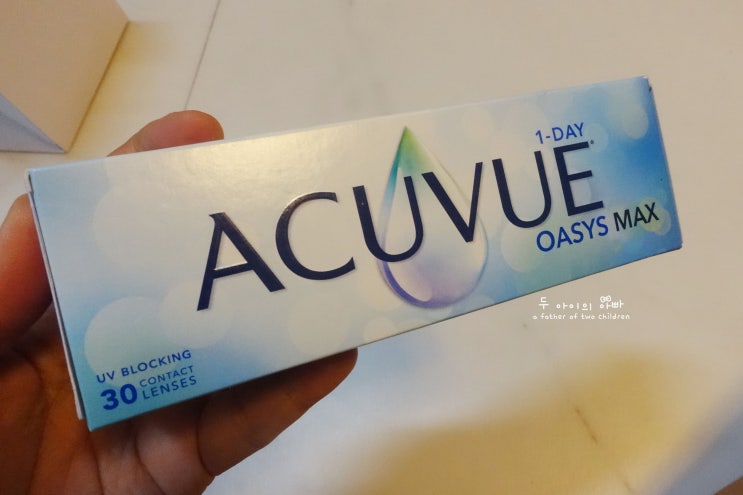 1-DAY
ACUVUE®
OASYS MAX
UV BLOCKING
30 CONTACT LENSES
두 아이의 아빠
a father of two children